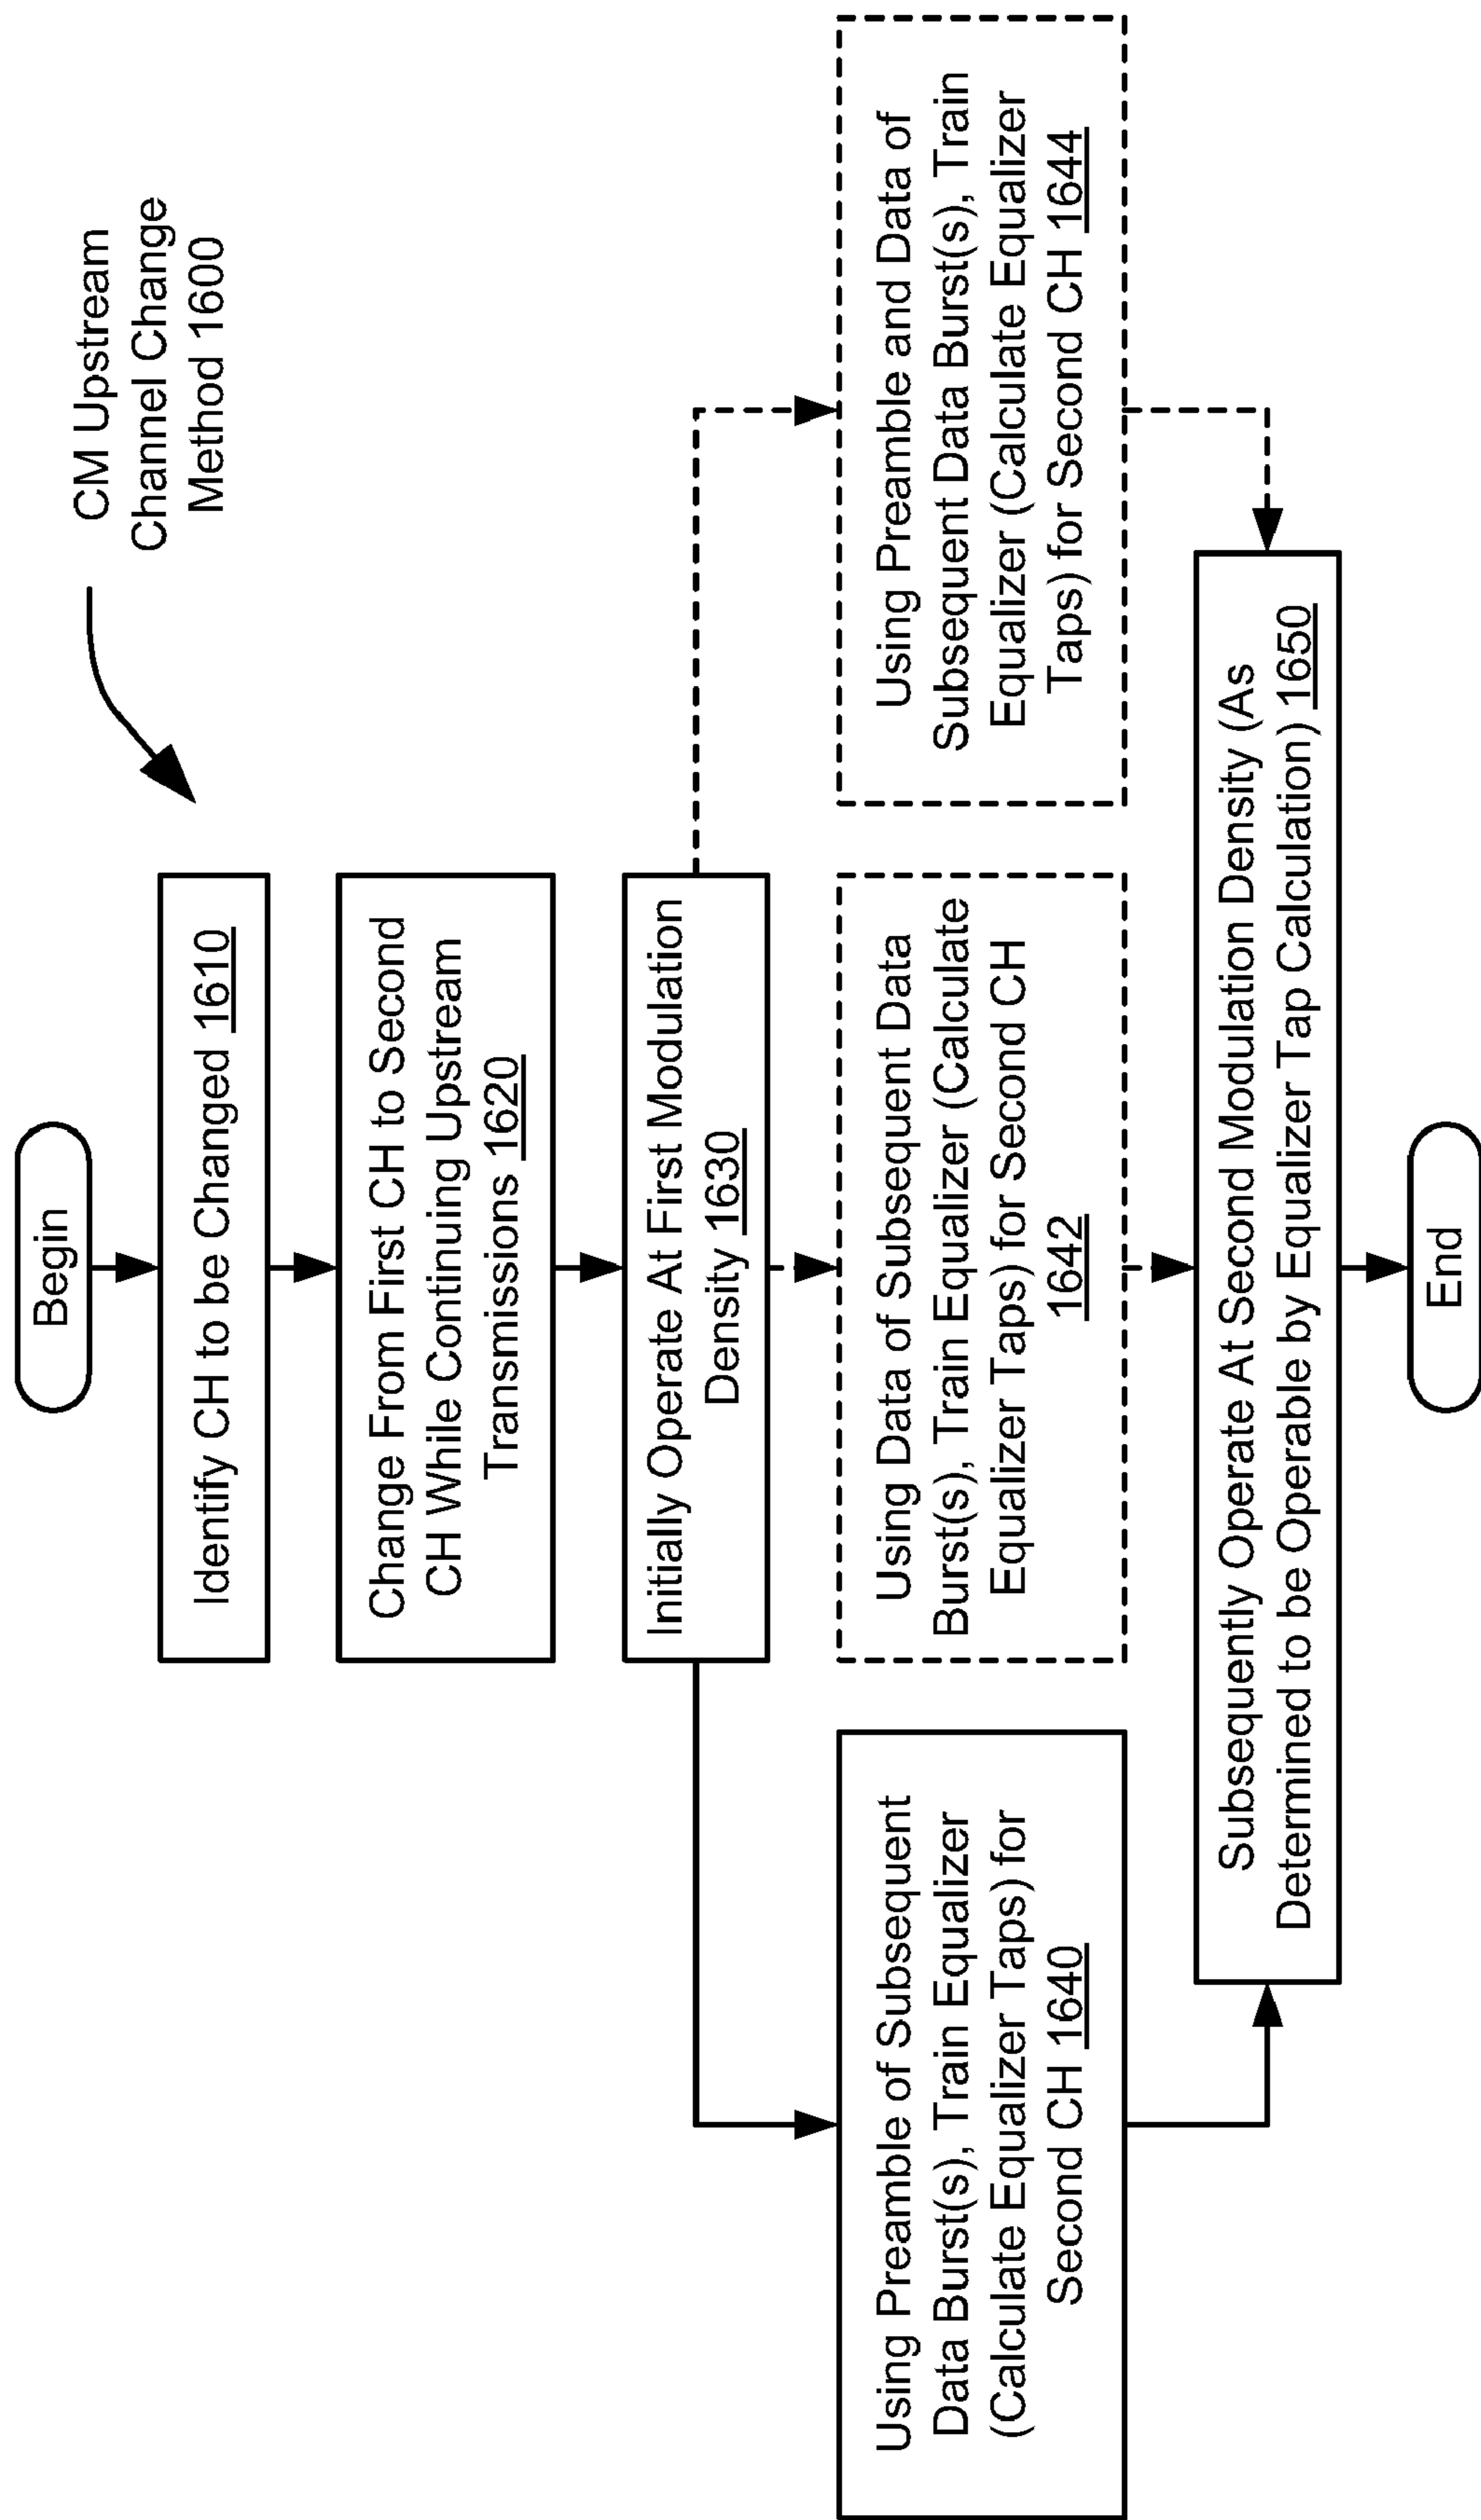 CM Upstream
Channel Change
Method 1600
Begin
Identify CH to be Changed 1610
Change From First CH to Second
CH While Continuing Upstream
Transmissions 1620
Initially Operate At First Modulation
Density 1630
Using Preamble of Subsequent
Data Burst(s), Train Equalizer
(Calculate Equalizer Taps) for
Second CH 1640
Using Data of Subsequent Data
Burst(s), Train Equalizer (Calculate
Equalizer Taps) for Second CH
1642
Using Preamble and Data of
Subsequent Data Burst(s), Train
Equalizer (Calculate Equalizer
Taps) for Second CH 1644
Subsequently Operate At Second Modulation Density (As
Determined to be Operable by Equalizer Tap Calculation) 1650
End